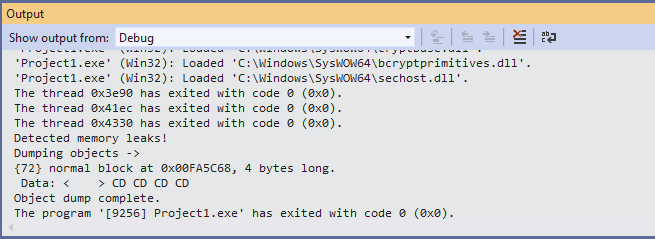 Output
Show output from: Debug
'Project1.exe' (Win32): Loaded 'C:\Windows\SysWOW64\cryptbase.dll'.
'Project1.exe' (Win32): Loaded 'C:\Windows\SysWOW64\bcryptprimitives.dll'.
'Project1.exe' (Win32): Loaded 'C:\Windows\SysWOW64\sechost.dll'.
The thread 0x3e90 has exited with code 0 (0x0).
The thread 0x41ec has exited with code 0 (0x0).
The thread 0x4330 has exited with code 0 (0x0).
Detected memory leaks!
Dumping objects ->
{72} normal block at 0x00FA5C68, 4 bytes long.
 Data: <    > CD CD CD CD
Object dump complete.
The program '[9256] Project1.exe' has exited with code 0 (0x0).